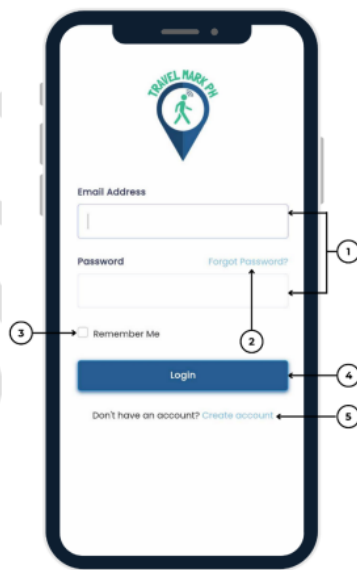 TRAVEL MARK PH
Email Address
1
Password Forgot Password?
2
3 Remember Me
Login 4
Don't have an account? Create account 5